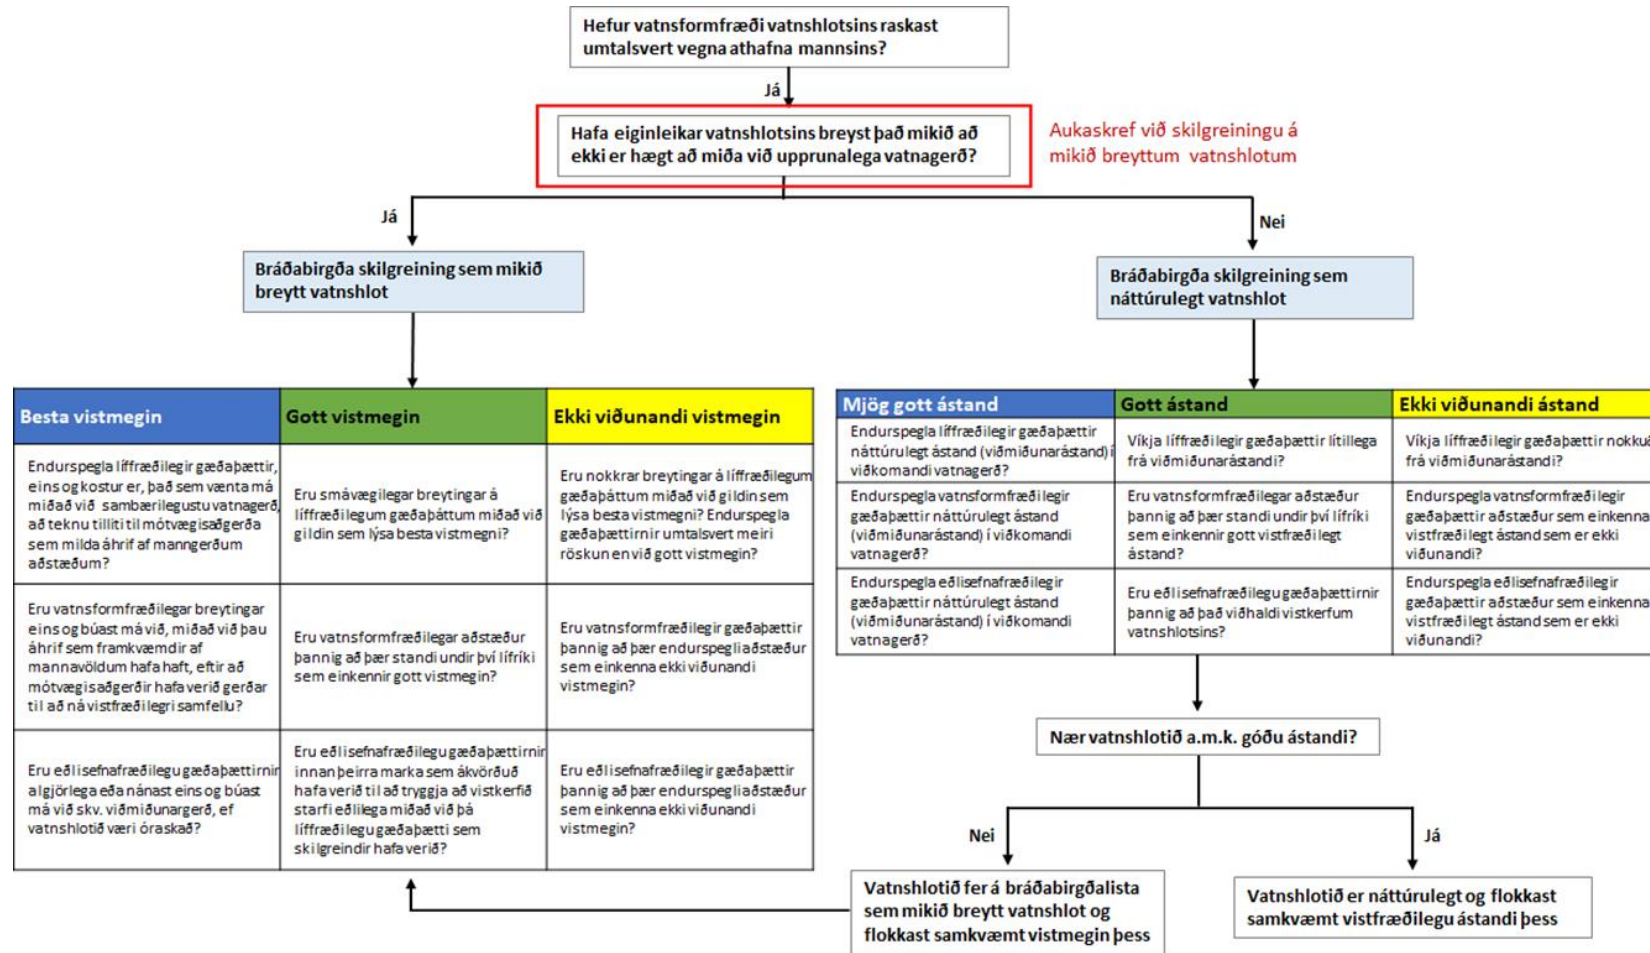 Hefur vatnsformfræði vatnshlotsins raskast
umtalsvert vegna athafna mannsins?
Já
Hafa eiginleikar vatnshlotsins breyst það mikið að
ekki er hægt að miða við upprunalega vatnagerð?
Aukaskref við skilgreiningu á
mikið breyttum vatnshlotum
Já
Nei
Bráðabirgða skilgreining sem mikið
breytt vatnshlot
Bráðabirgða skilgreining sem
náttúrulegt vatnshlot
Besta vistmegin
Gott vistmegin
Ekki viðunandi vistmegin
Endurspegla líffræðilegir gæðaþættir,
eins og kostur er, það sem vænta má
miðað við sambærilegustu vatnagerð,
að teknu tilliti til mótvægisaðgerða
sem milda áhrif af manngerðum
aðstæðum?
Eru smávægilegar breytingar á
líffræðilegum gæðaþáttum miðað við
gildin sem lýsa besta vistmegni?
Eru nokkrar breytingar á líffræðilegum
gæðaþáttum miðað við gildin sem
lýsa besta vistmegni? Endurspegla
gæðaþættirnir umtalsvert meiri
röskun en við gott vistmegin?
Eru vatnsformfræðilegar breytingar
eins og búast má við, miðað við þau
áhrif sem framkvæmdir af
mannavöldum hafa haft, eftir að
mótvægisaðgerðir hafa verið gerðar
til að ná vistfræðilegri samfellu?
Eru vatnsformfræðilegar aðstæður
þannig að þær standi undir því lífríki
sem einkennir gott vistmegin?
Eru vatnsformfræðilegir gæðaþættir
þannig að þær endurspegli aðstæður
sem einkenna ekki viðunandi
vistmegin?
Eru eðlisefnafræðilegu gæðaþættirnir
algjörlega eða nánast eins og búast
má við skv. viðmiðunargerð, ef
vatnshlotið væri óraskað?
Eru eðlisefnafræðilegu gæðaþættirnir
innan þeirra marka sem ákvörðuð
hafa verið til að tryggja að vistkerfið
starfi eðlilega miðað við þá
líffræðilegu gæðaþætti sem
skilgreindir hafa verið?
Eru eðlisefnafræðilegir gæðaþættir
þannig að þær endurspegli aðstæður
sem einkenna ekki viðunandi
vistmegin?
Mjög gott ástand
Gott ástand
Ekki viðunandi ástand
Endurspegla líffræðilegir gæðaþættir
náttúrulegt ástand (viðmiðunarástand) í
viðkomandi vatnagerð?
Víkja líffræðilegir gæðaþættir lítillega
frá viðmiðunarástandi?
Víkja líffræðilegir gæðaþættir nokkuð
frá viðmiðunarástandi?
Endurspegla vatnsformfræðilegir
gæðaþættir náttúrulegt ástand
(viðmiðunarástand) í viðkomandi
vatnagerð?
Eru vatnsformfræðilegar aðstæður
þannig að þær standi undir því lífríki
sem einkennir gott vistfræðilegt
ástand?
Endurspegla vatnsformfræðilegir
gæðaþættir aðstæður sem einkenna
vistfræðilegt ástand sem er ekki
viðunandi?
Endurspegla eðlisefnafræðilegir
gæðaþættir náttúrulegt ástand
(viðmiðunarástand) í viðkomandi
vatnagerð?
Eru eðlisefnafræðilegu gæðaþættirnir
þannig að það viðhaldi vistkerfum
vatnshlotsins?
Endurspegla eðlisefnafræðilegir
gæðaþættir aðstæður sem einkenna
vistfræðilegt ástand sem er ekki
viðunandi?
Nær vatnshlotið a.m.k. góðu ástandi?
Nei
Já
Vatnshlotið fer á bráðabirgðalista
sem mikið breytt vatnshlot og
flokkast samkvæmt vistmegin þess
Vatnshlotið er náttúrulegt og flokkast
samkvæmt vistfræðilegu ástandi þess